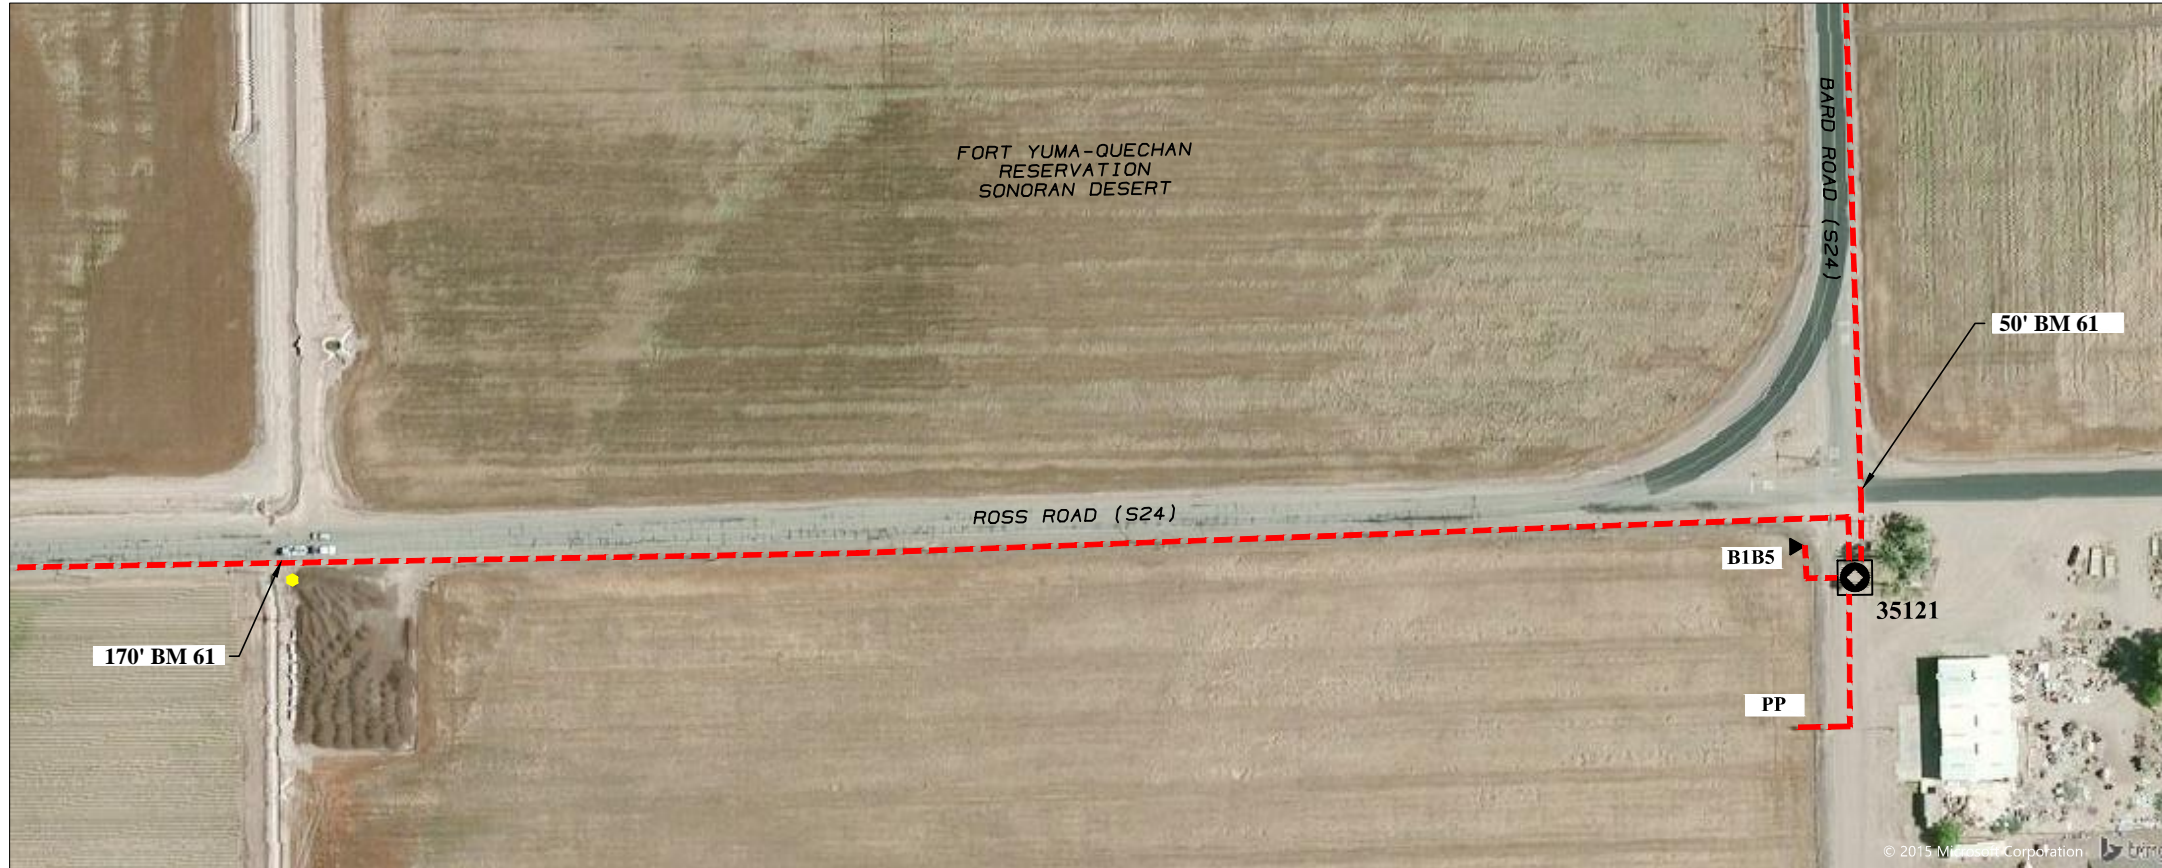 FORT YUMA-QUECHAN
RESERVATION
SONORAN DESERT
BARD ROAD (S24)
50' BM 61
ROSS ROAD (S24)
B1B5
35121
170' BM 61
PP
© 2015 Microsoft Corporation